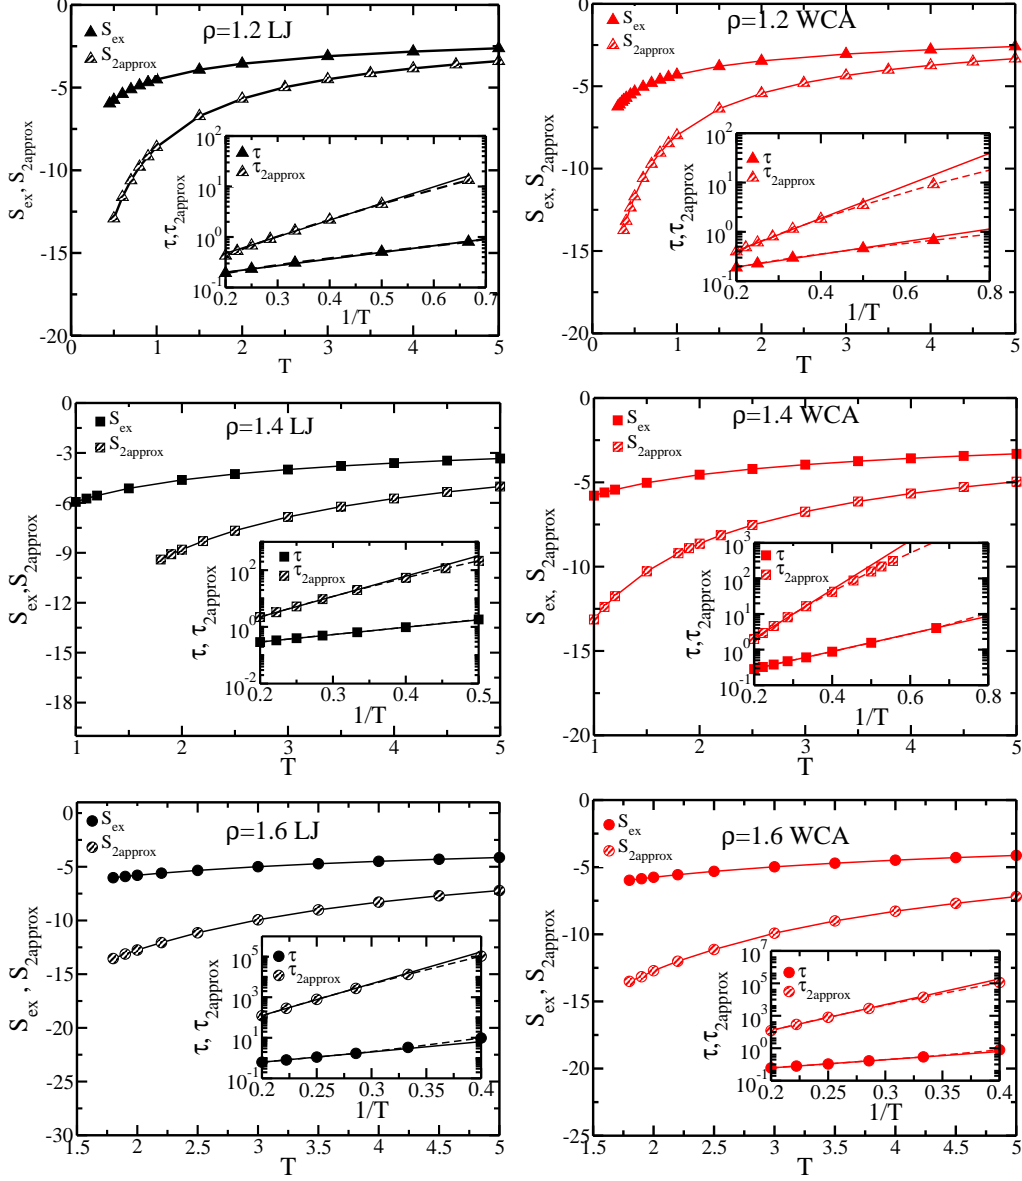 ρ=1.2 LJ
S_ex
S_2approx
S_ex, S_2approx
0
-5
-10
-15
-20
0 1 2 3 4 5
T
τ
τ_2approx
τ,τ_2approx
10^2
10^1
10^0
10^-1
0.2 0.3 0.4 0.5 0.6 0.7
1/T
ρ=1.2 WCA
S_ex
S_2approx
S_ex, S_2approx
0
-5
-10
-15
-20
0 1 2 3 4 5
T
τ
τ_2approx
τ,τ_2approx
10^2
10^1
10^0
10^-1
0.2 0.4 0.6 0.8
1/T
ρ=1.4 LJ
S_ex
S_2approx
S_ex, S_2approx
0
-3
-6
-9
-12
-15
-18
1 2 3 4 5
T
τ
τ_2approx
τ, τ_2approx
10^2
10^0
10^-2
0.2 0.3 0.4 0.5
1/T
ρ=1.4 WCA
S_ex
S_2approx
S_ex, S_2approx
0
-5
-10
-15
-20
1 2 3 4 5
T
τ
τ_2approx
τ,τ_2approx
10^3
10^2
10^1
10^0
10^-1
0.2 0.4 0.6 0.8
1/T
ρ=1.6 LJ
S_ex
S_2approx
S_ex, S_2approx
0
-5
-10
-15
-20
-25
-30
1.5 2 2.5 3 3.5 4 4.5 5
T
τ
τ_2approx
τ, τ_2approx
10^5
10^3
10^1
10^-1
0.2 0.25 0.3 0.35 0.4
1/T
ρ=1.6 WCA
S_ex
S_2approx
S_ex, S_2approx
0
-5
-10
-15
-20
-25
1.5 2 2.5 3 3.5 4 4.5 5
T
τ
τ_2approx
τ,τ_2approx
10^7
10^5
10^3
10^0
10^-1
0.2 0.25 0.3 0.35 0.4
1/T